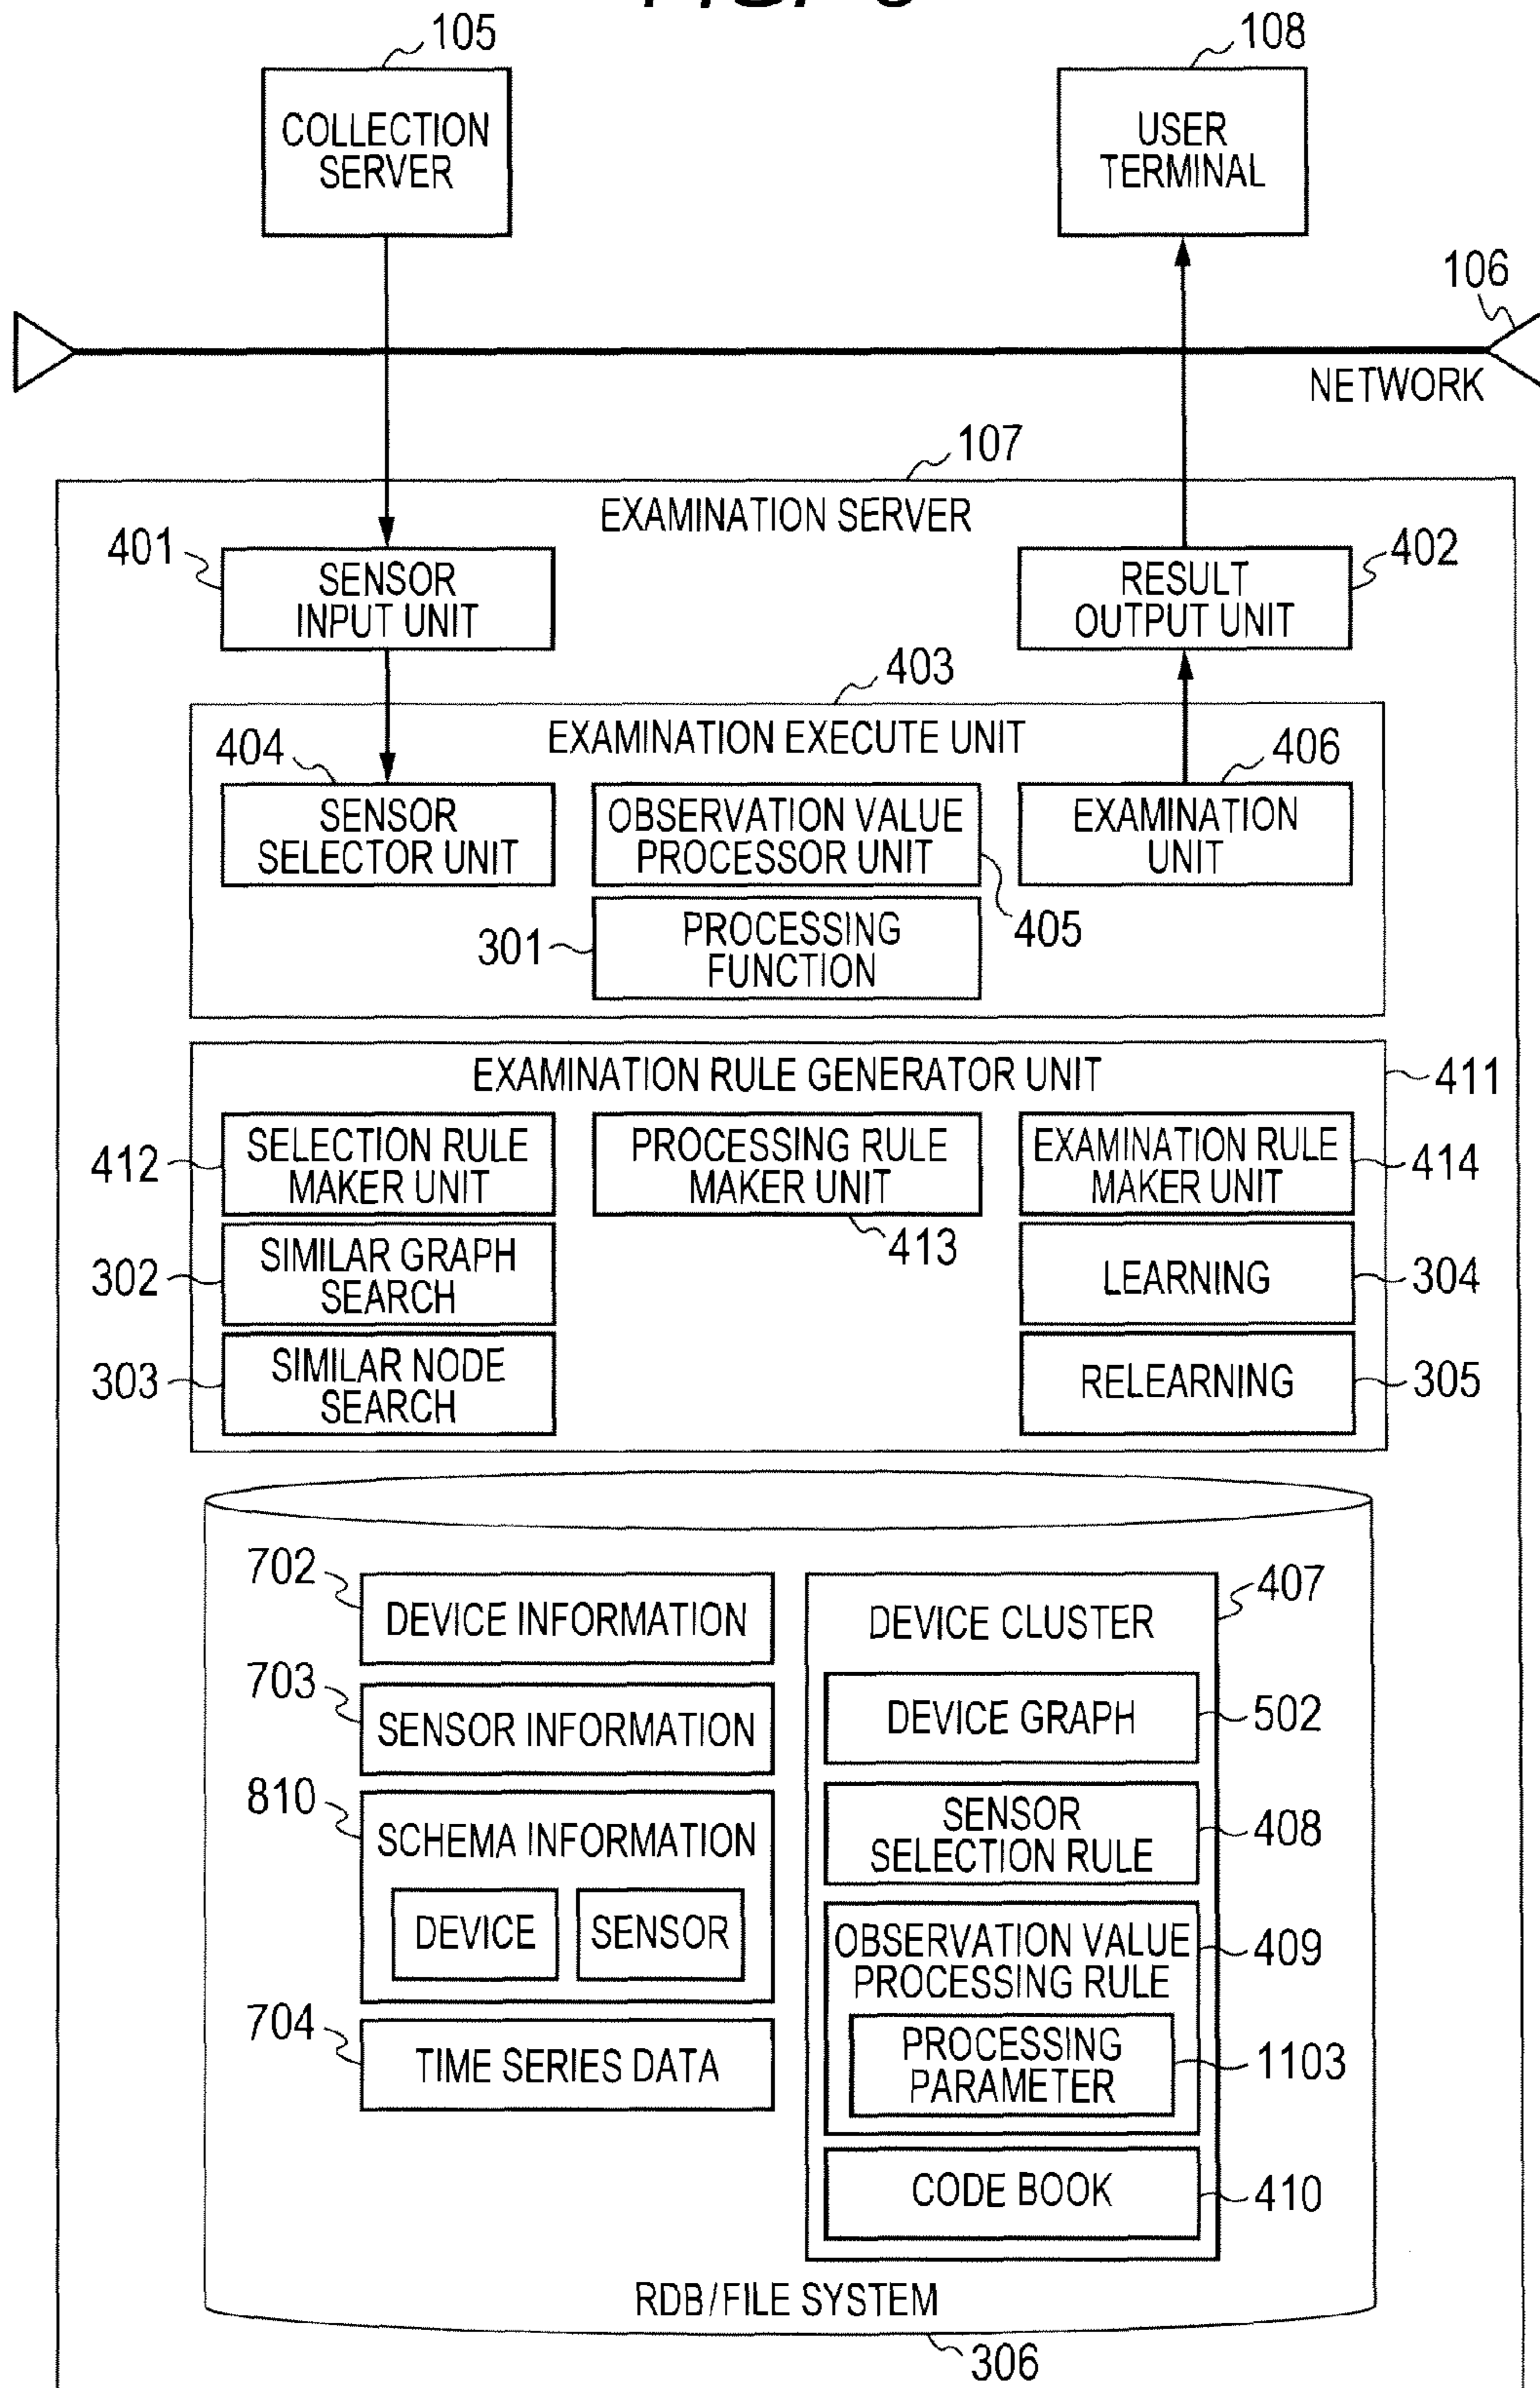 105
108
COLLECTION
SERVER
USER
TERMINAL
106
NETWORK
107
EXAMINATION SERVER
401
SENSOR
INPUT UNIT
RESULT
OUTPUT UNIT
402
403
EXAMINATION EXECUTE UNIT
404
406
SENSOR
SELECTOR UNIT
OBSERVATION VALUE
PROCESSOR UNIT
EXAMINATION
UNIT
405
301
PROCESSING
FUNCTION
EXAMINATION RULE GENERATOR UNIT
411
412
SELECTION RULE
MAKER UNIT
PROCESSING RULE
MAKER UNIT
EXAMINATION RULE
MAKER UNIT
414
413
302
SIMILAR GRAPH
SEARCH
LEARNING
304
303
SIMILAR NODE
SEARCH
RELEARNING
305
702
DEVICE INFORMATION
703
SENSOR INFORMATION
810
SCHEMA INFORMATION
DEVICE
SENSOR
704
TIME SERIES DATA
407
DEVICE CLUSTER
DEVICE GRAPH
502
SENSOR
SELECTION RULE
408
OBSERVATION VALUE
PROCESSING RULE
409
PROCESSING
PARAMETER
1103
CODE BOOK
410
RDB/FILE SYSTEM
306